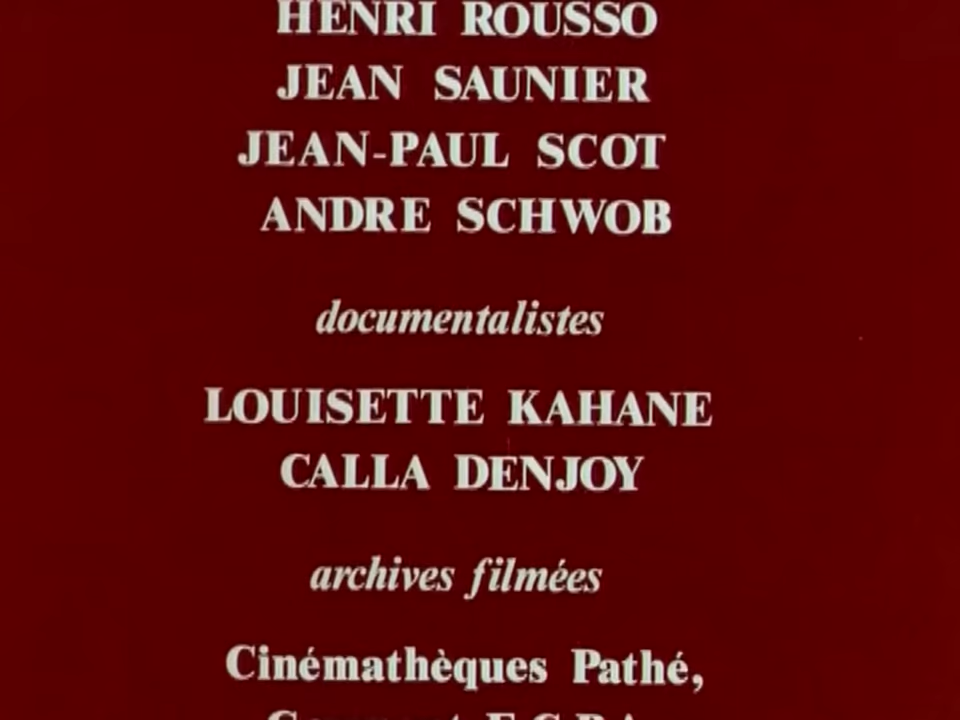 HENRI ROUSSO
JEAN SAUNIER
JEAN-PAUL SCOT
ANDRE SCHWOB
documentalistes
LOUISETTE KAHANE
CALLA DENJOY
archives filmées
Cinémathèques Pathé,